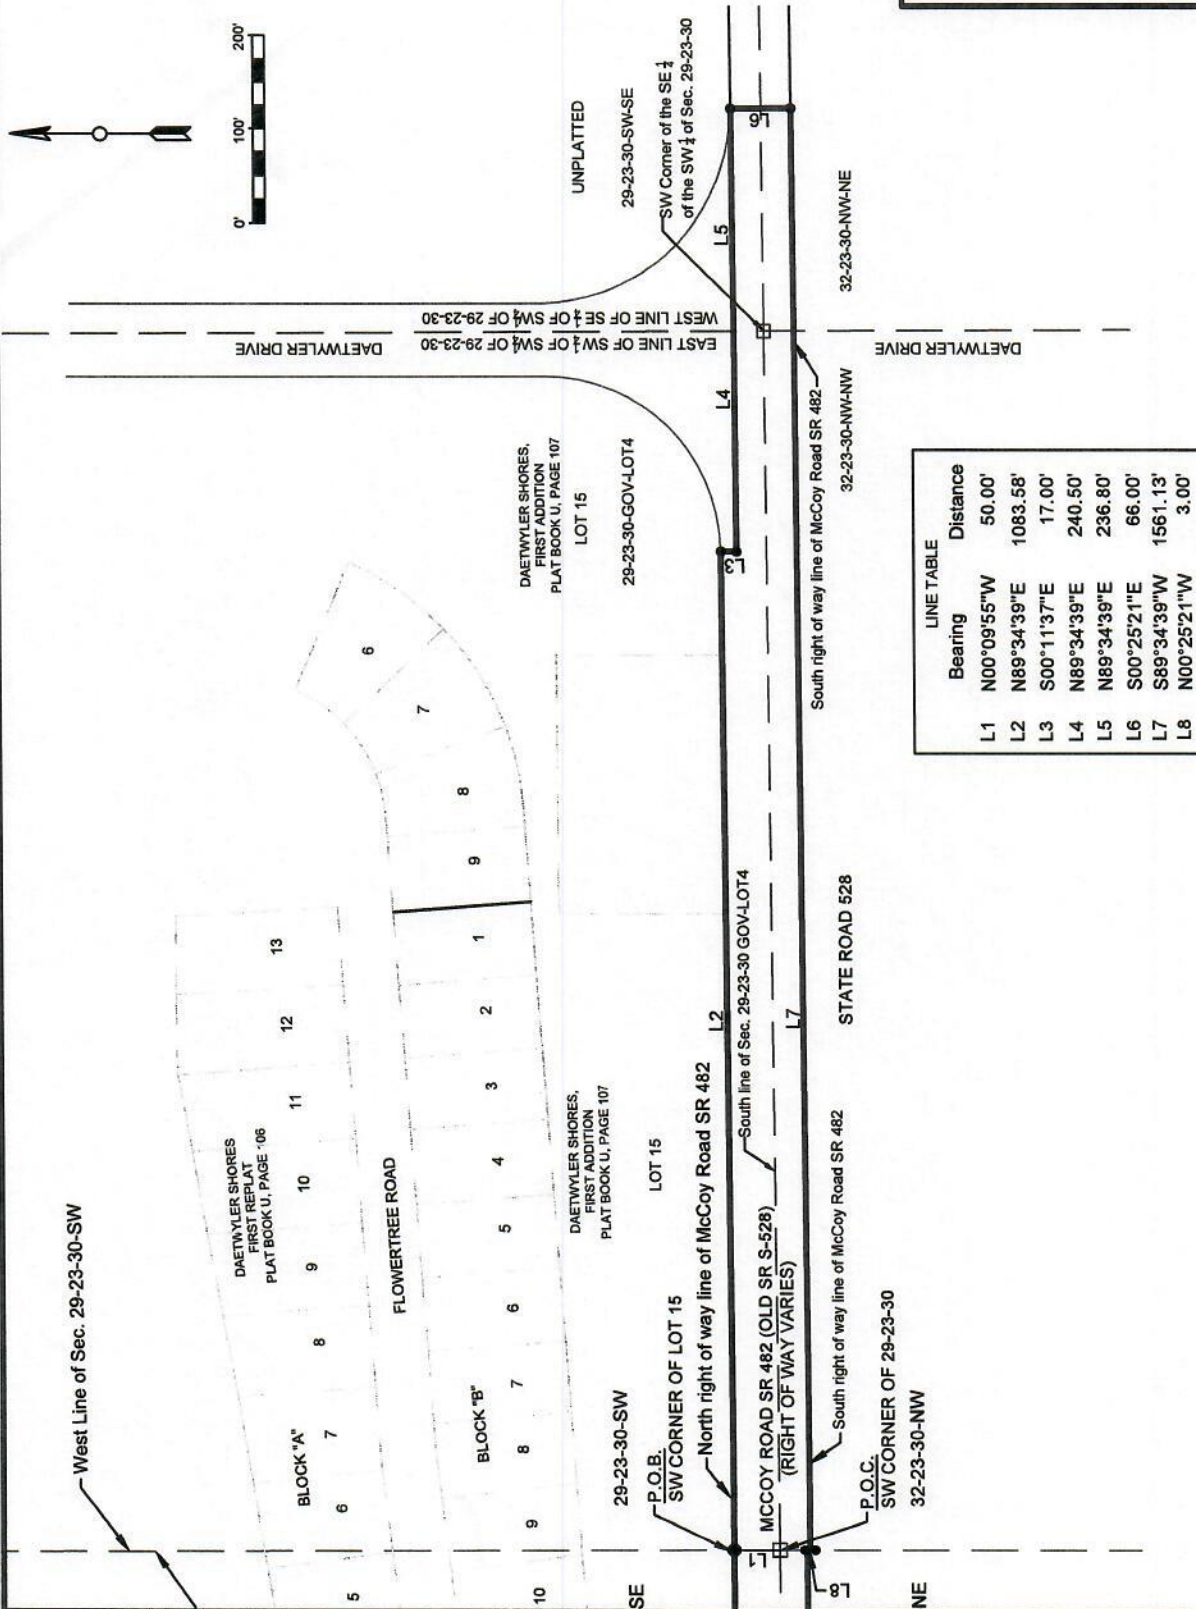 West Line of Sec. 29-23-30-SW
0' 100' 200'
DAETWYLER SHORES
FIRST REPLAT
PLAT BOOK U, PAGE 106
BLOCK "A"
5
6
7
8
9
10
11
12
13
FLOWERTREE ROAD
BLOCK "B"
10
9
8
7
6
5
4
3
2
1
9
8
7
6
DAETWYLER SHORES,
FIRST ADDITION
PLAT BOOK U, PAGE 107
LOT 15
DAETWYLER SHORES,
FIRST ADDITION
PLAT BOOK U, PAGE 107
LOT 15
29-23-30-GOV-LOT4
DAETWYLER DRIVE
EAST LINE OF SW¼ OF SW¼ OF 29-23-30
WEST LINE OF SE ¼ OF SW¼ OF 29-23-30
UNPLATTED
29-23-30-SW-SE
SW Corner of the SE ¼
of the SW ¼ of Sec. 29-23-30
SE
29-23-30-SW
P.O.B.
SW CORNER OF LOT 15
North right of way line of McCoy Road SR 482
L1
L2
L3
L4
L5
L6
L7
L8
MCCOY ROAD SR 482 (OLD SR S-528)
(RIGHT OF WAY VARIES)
South line of Sec. 29-23-30 GOV-LOT4
South right of way line of McCoy Road SR 482
P.O.C.
SW CORNER OF 29-23-30
NE
32-23-30-NW
STATE ROAD 528
South right of way line of McCoy Road SR 482
32-23-30-NW-NW
DAETWYLER DRIVE
32-23-30-NW-NE
LINE TABLE
Bearing Distance
L1 N00°09'55"W 50.00'
L2 N89°34'39"E 1083.58'
L3 S00°11'37"E 17.00'
L4 N89°34'39"E 240.50'
L5 N89°34'39"E 236.80'
L6 S00°25'21"E 66.00'
L7 S89°34'39"W 1561.13'
L8 N00°25'21"W 3.00'